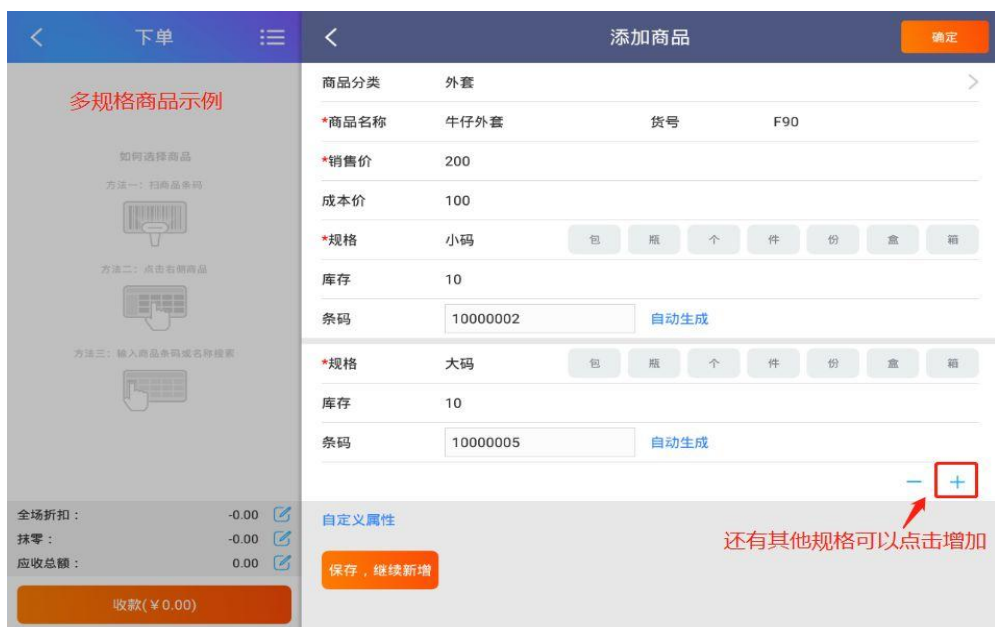 下单
多规格商品示例
如何选择商品
方法一：扫商品条码
方法二：点击右侧商品
方法三：输入商品条码或名称搜索
全场折扣： -0.00
抹零： -0.00
应收总额： 0.00
收款(￥0.00)
添加商品 确定
商品分类 外套
*商品名称 牛仔外套 货号 F90
*销售价 200
成本价 100
*规格 小码 包 瓶 个 件 份 盒 箱
库存 10
条码 10000002 自动生成
*规格 大码 包 瓶 个 件 份 盒 箱
库存 10
条码 10000005 自动生成
还有其他规格可以点击增加
自定义属性
保存，继续新增